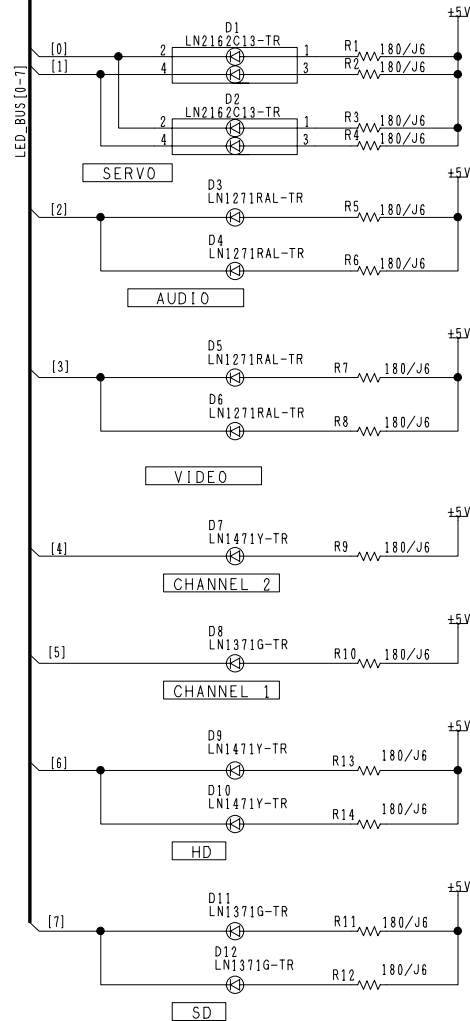 +5V
D1
LN2162C13-TR
[0] 2 1 R1 180/J6
[1] 4 3 R2 180/J6
LED_BUS[0-7]
D2
LN2162C13-TR
2 1 R3 180/J6
4 3 R4 180/J6
SERVO
+5V
D3
LN1271RAL-TR
[2] R5 180/J6
D4
LN1271RAL-TR
R6 180/J6
AUDIO
+5V
D5
LN1271RAL-TR
[3] R7 180/J6
D6
LN1271RAL-TR
R8 180/J6
VIDEO
+5V
D7
LN1471Y-TR
[4] R9 180/J6
CHANNEL 2
+5V
D8
LN1371G-TR
[5] R10 180/J6
CHANNEL 1
+5V
D9
LN1471Y-TR
[6] R13 180/J6
D10
LN1471Y-TR
R14 180/J6
HD
+5V
D11
LN1371G-TR
[7] R11 180/J6
D12
LN1371G-TR
R12 180/J6
SD